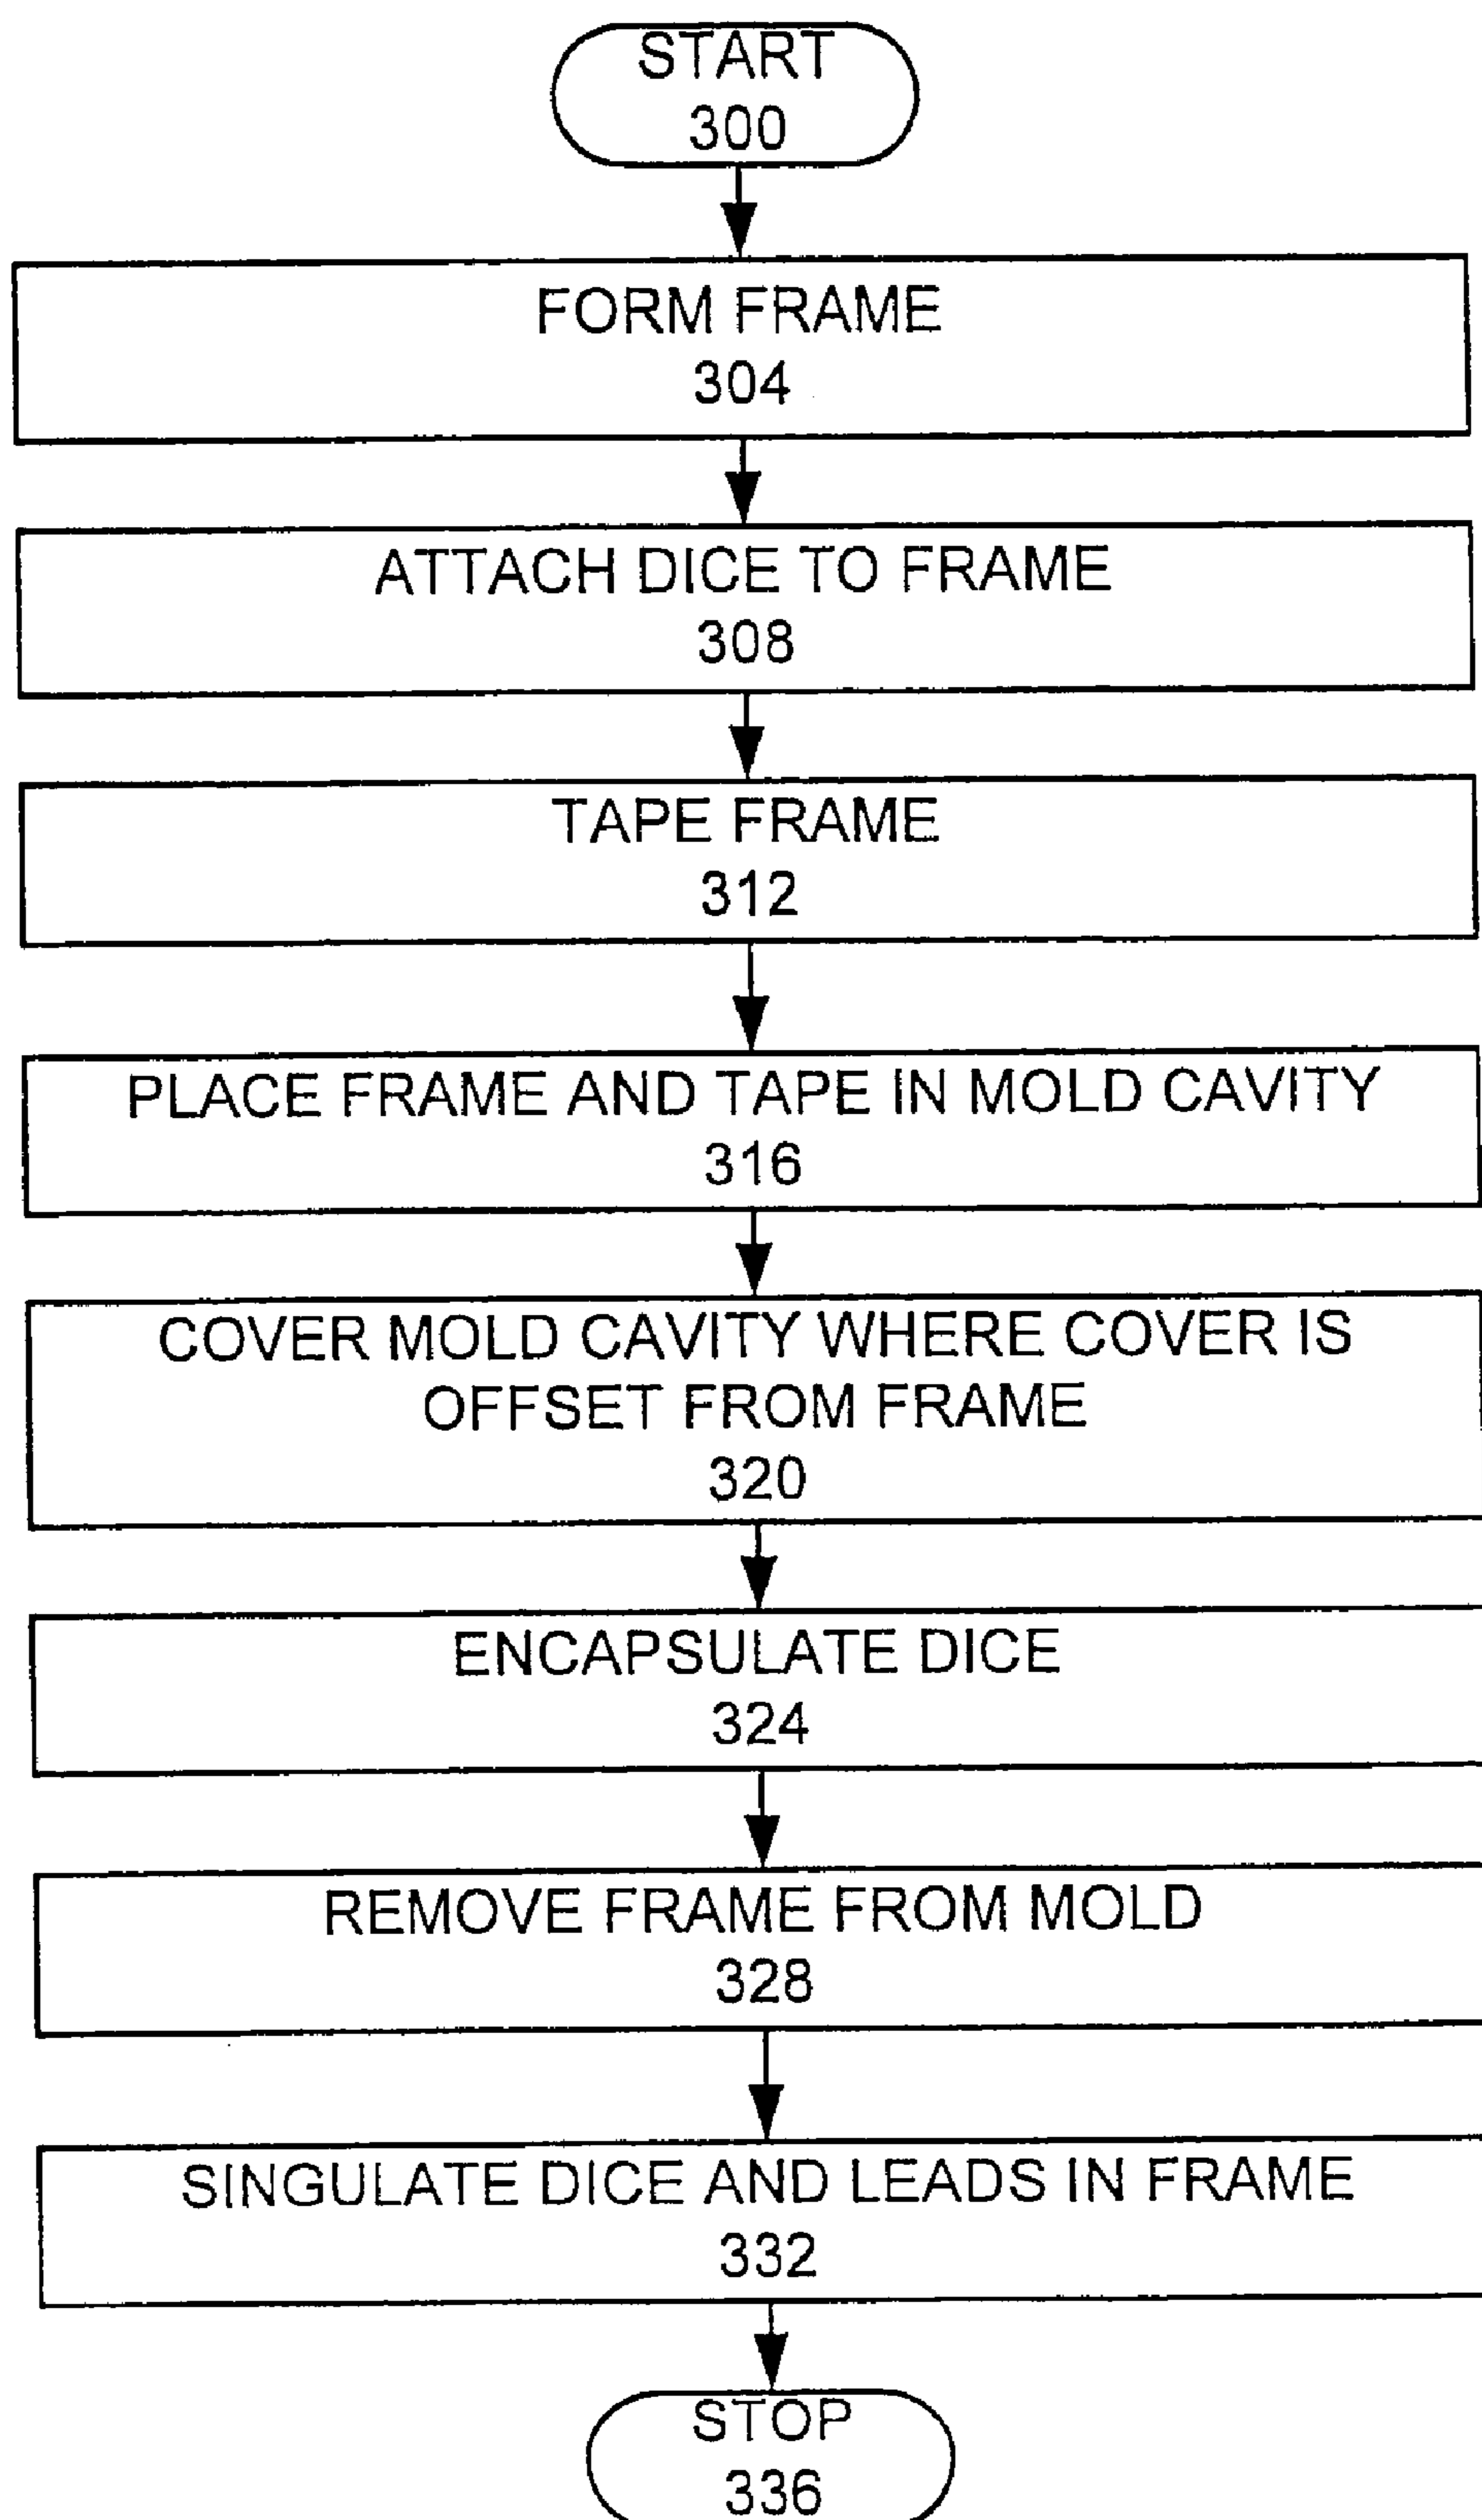 START
300
FORM FRAME
304
ATTACH DICE TO FRAME
308
TAPE FRAME
312
PLACE FRAME AND TAPE IN MOLD CAVITY
316
COVER MOLD CAVITY WHERE COVER IS
OFFSET FROM FRAME
320
ENCAPSULATE DICE
324
REMOVE FRAME FROM MOLD
328
SINGULATE DICE AND LEADS IN FRAME
332
STOP
336